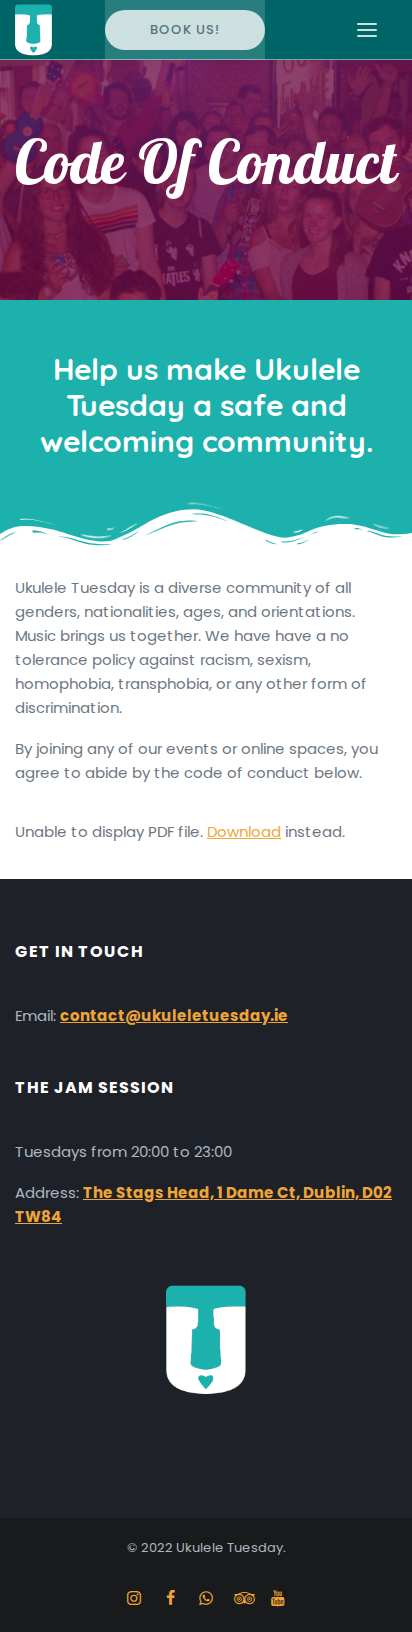 BOOK US!
Code Of Conduct
Help us make Ukulele
Tuesday a safe and
welcoming community.
Ukulele Tuesday is a diverse community of all
genders, nationalities, ages, and orientations.
Music brings us together. We have have a no
tolerance policy against racism, sexism,
homophobia, transphobia, or any other form of
discrimination.
By joining any of our events or online spaces, you
agree to abide by the code of conduct below.
Unable to display PDF file. Download instead.
GET IN TOUCH
Email: contact@ukuleletuesday.ie
THE JAM SESSION
Tuesdays from 20:00 to 23:00
Address: The Stags Head, 1 Dame Ct, Dublin, D02
TW84
© 2022 Ukulele Tuesday.
You
Tube